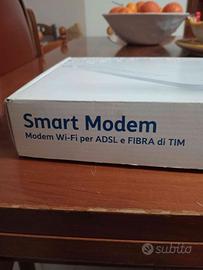 Smart Modem
Modem Wi-Fi per ADSL e FIBRA di TIM
subito